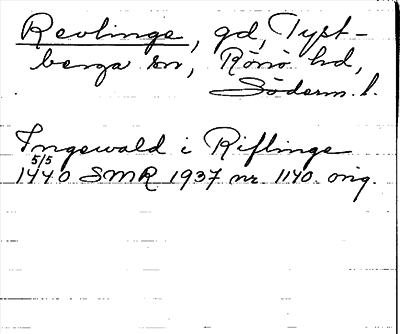 Revlinge, gd, Tyst-
berga sn, Rönö hd,
Söderm. l.
Ingewald i Riflinge
5/5
1440 SMR 1937 nr 1140. orig.